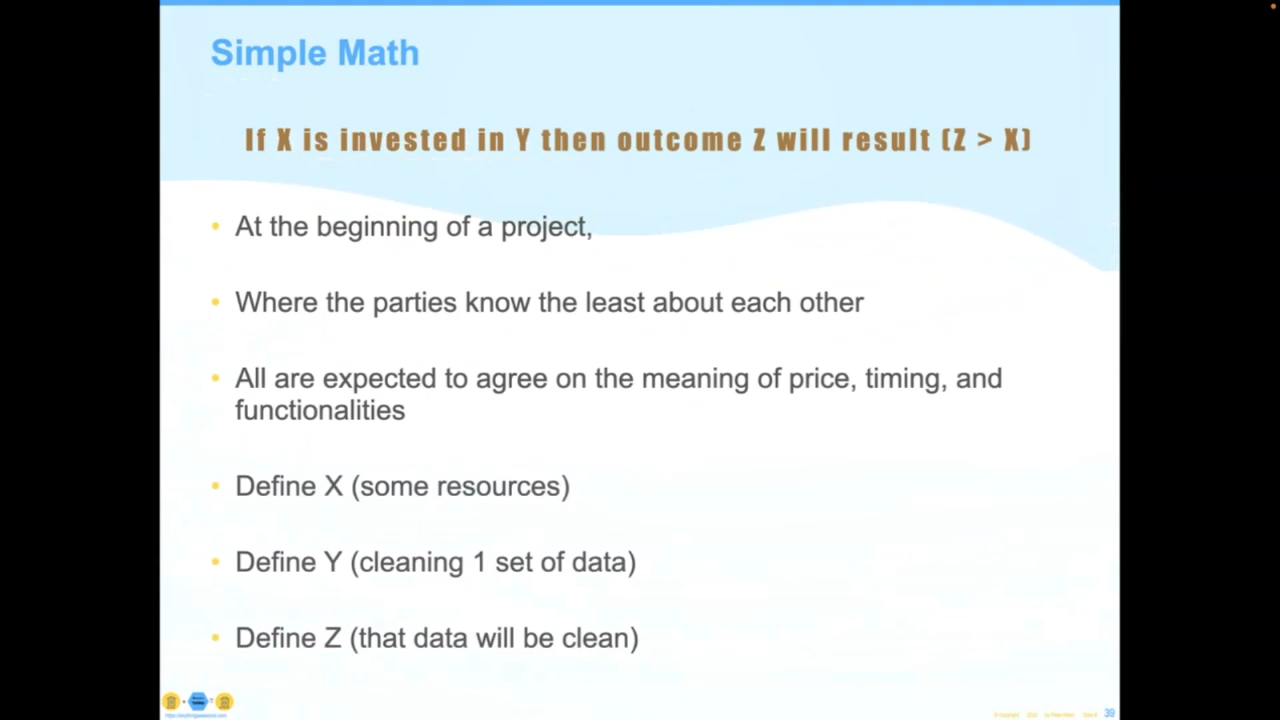 Simple Math
If X is invested in Y then outcome Z will result (Z > X)
• At the beginning of a project,
• Where the parties know the least about each other
• All are expected to agree on the meaning of price, timing, and
functionalities
• Define X (some resources)
• Define Y (cleaning 1 set of data)
• Define Z (that data will be clean)
39